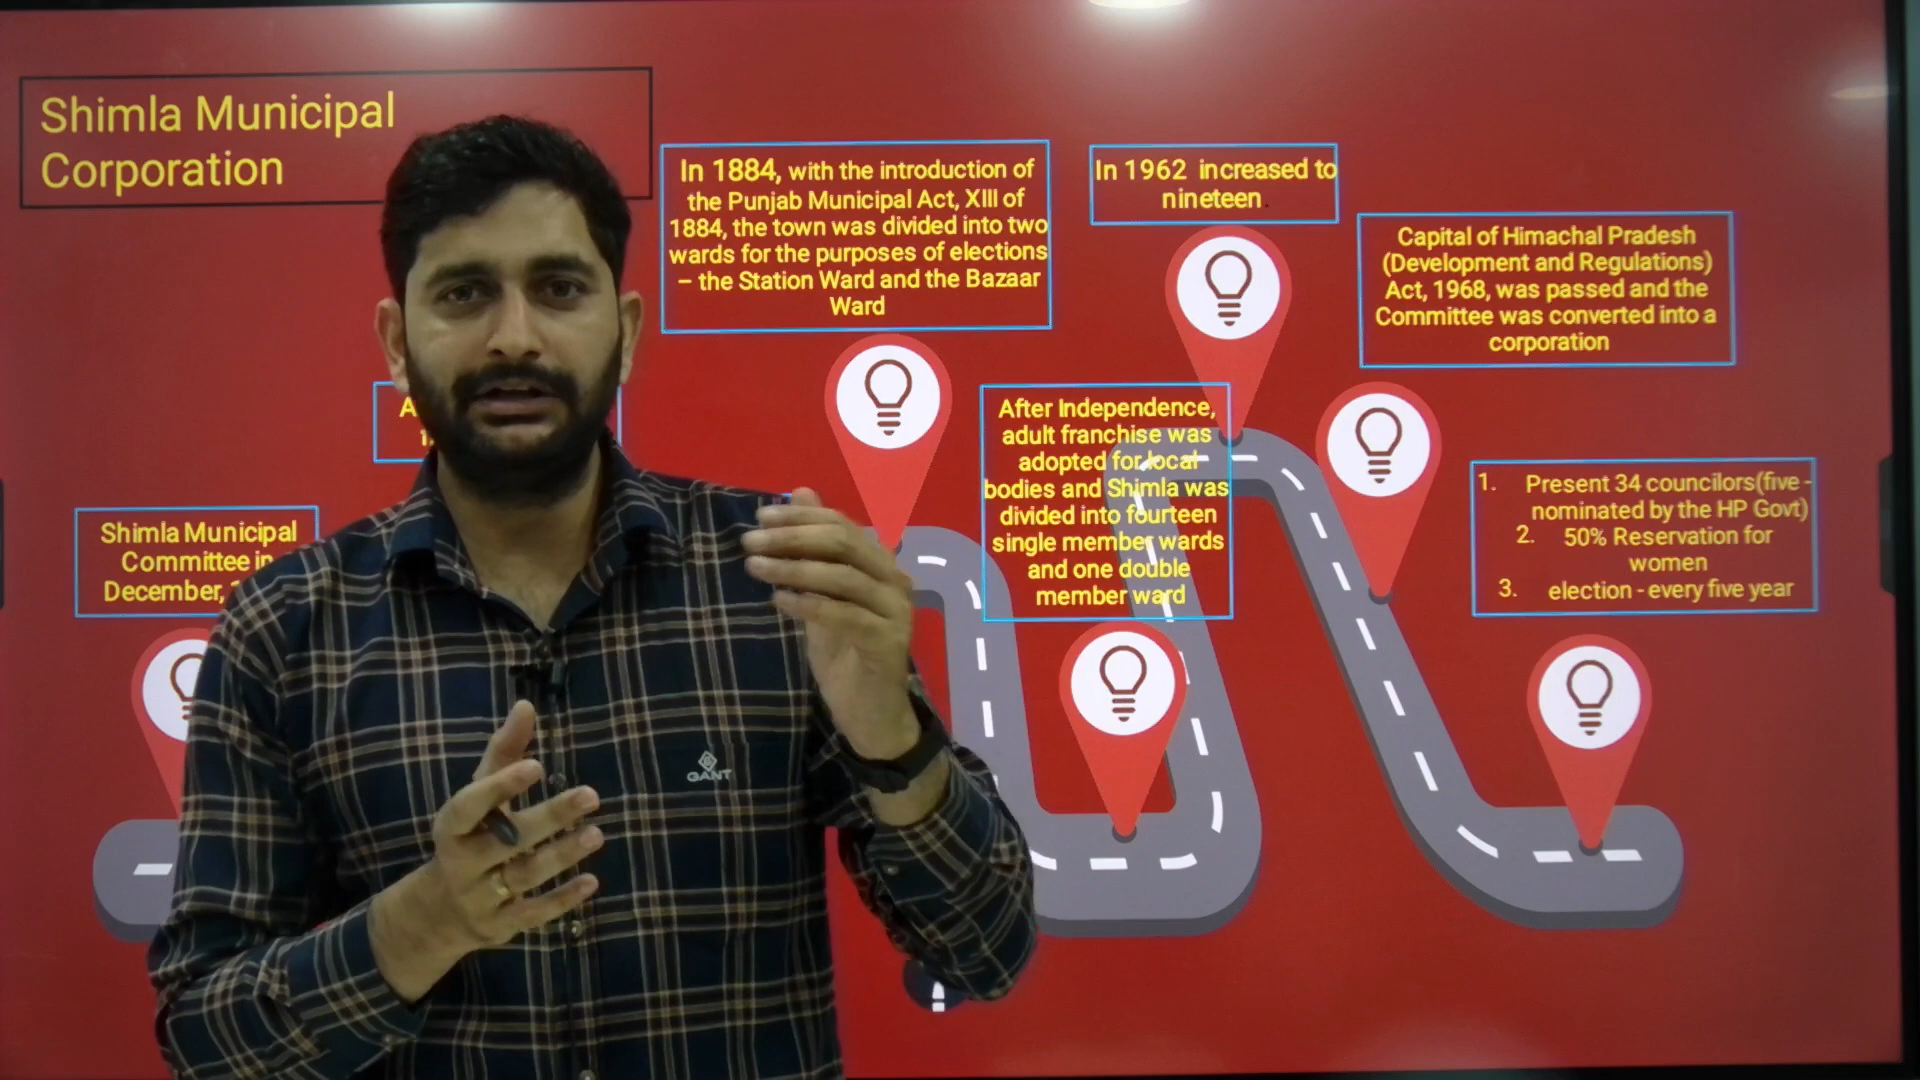 Shimla Municipal
Corporation
Shimla Municipal
Committee in
December,
In 1884, with the introduction of
the Punjab Municipal Act, XIII of
1884, the town was divided into two
wards for the purposes of elections
– the Station Ward and the Bazaar
Ward
After Independence,
adult franchise was
adopted for local
bodies and Shimla was
divided into fourteen
single member wards
and one double
member ward
In 1962 increased to
nineteen.
Capital of Himachal Pradesh
(Development and Regulations)
Act, 1968, was passed and the
Committee was converted into a
corporation
1. Present 34 councilors(five -
nominated by the HP Govt)
2. 50% Reservation for
women
3. election - every five year
GANT